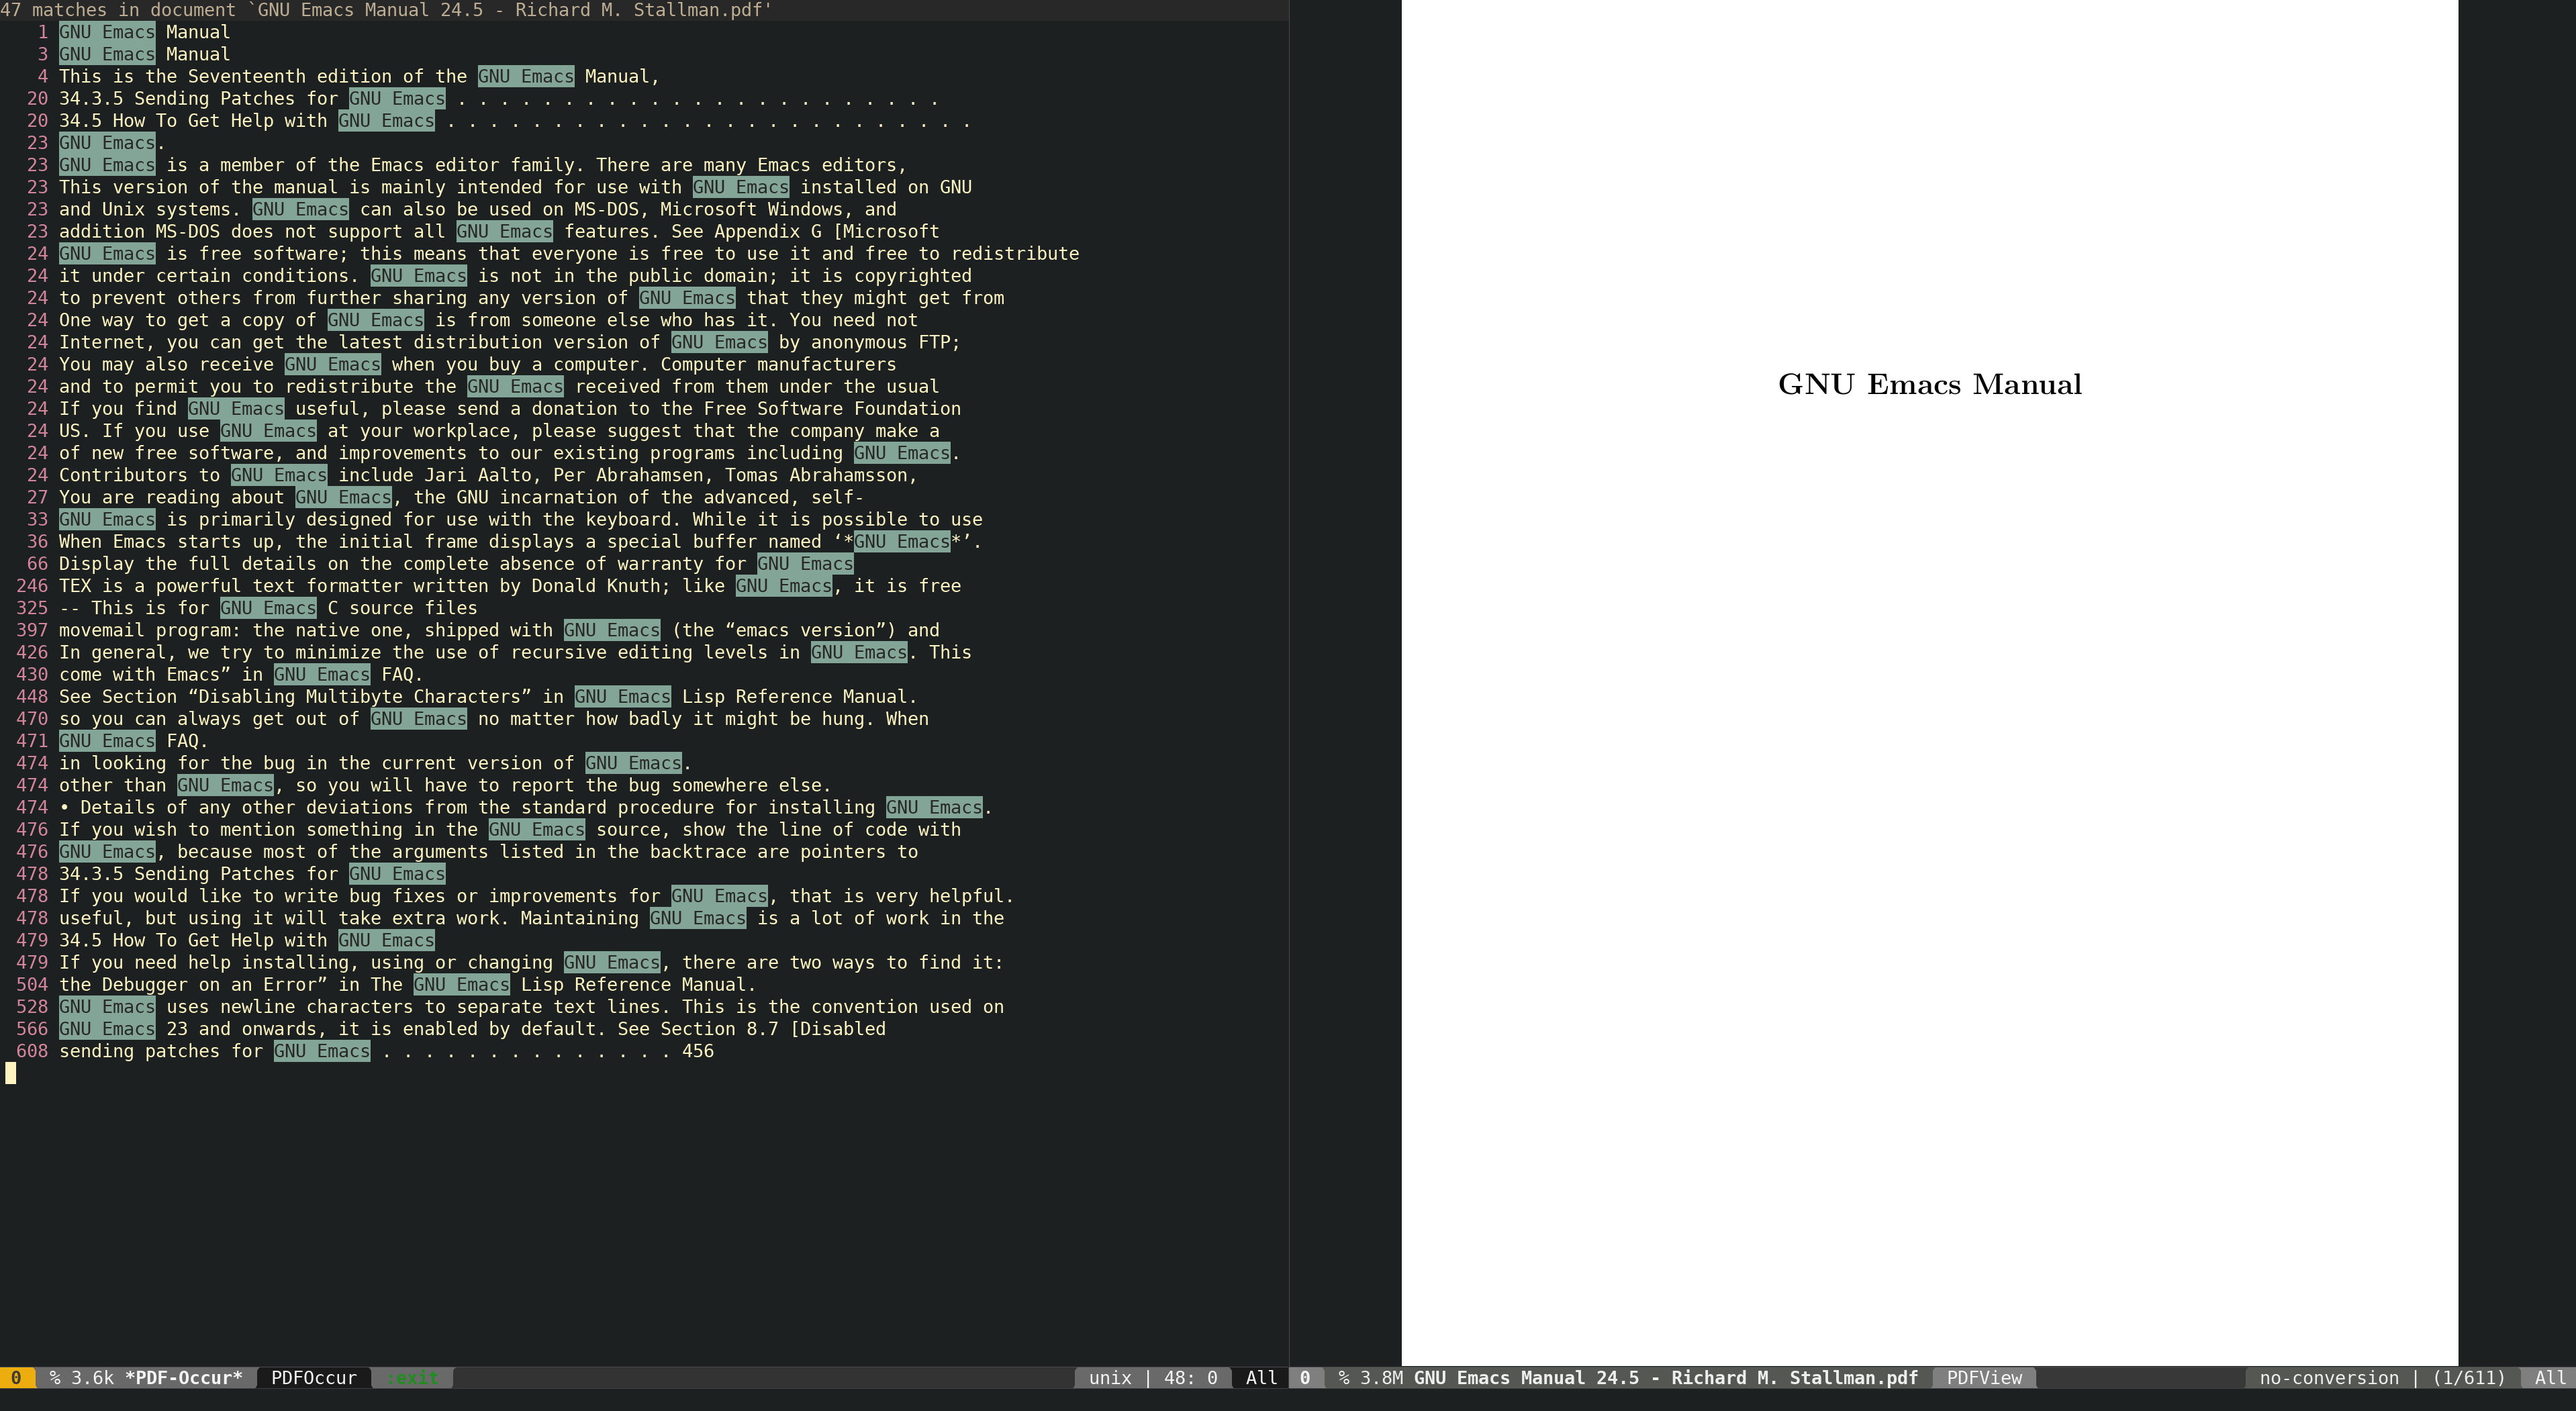 47 matches in document `GNU Emacs Manual 24.5 - Richard M. Stallman.pdf'
1 GNU Emacs Manual
3 GNU Emacs Manual
4 This is the Seventeenth edition of the GNU Emacs Manual,
20 34.3.5 Sending Patches for GNU Emacs . . . . . . . . . . . . . . . . . . . . . . .
20 34.5 How To Get Help with GNU Emacs . . . . . . . . . . . . . . . . . . . . . . . . .
23 GNU Emacs.
23 GNU Emacs is a member of the Emacs editor family. There are many Emacs editors,
23 This version of the manual is mainly intended for use with GNU Emacs installed on GNU
23 and Unix systems. GNU Emacs can also be used on MS-DOS, Microsoft Windows, and
23 addition MS-DOS does not support all GNU Emacs features. See Appendix G [Microsoft
24 GNU Emacs is free software; this means that everyone is free to use it and free to redistribute
24 it under certain conditions. GNU Emacs is not in the public domain; it is copyrighted
24 to prevent others from further sharing any version of GNU Emacs that they might get from
24 One way to get a copy of GNU Emacs is from someone else who has it. You need not
24 Internet, you can get the latest distribution version of GNU Emacs by anonymous FTP;
24 You may also receive GNU Emacs when you buy a computer. Computer manufacturers
24 and to permit you to redistribute the GNU Emacs received from them under the usual
24 If you find GNU Emacs useful, please send a donation to the Free Software Foundation
24 US. If you use GNU Emacs at your workplace, please suggest that the company make a
24 of new free software, and improvements to our existing programs including GNU Emacs.
24 Contributors to GNU Emacs include Jari Aalto, Per Abrahamsen, Tomas Abrahamsson,
27 You are reading about GNU Emacs, the GNU incarnation of the advanced, self-
33 GNU Emacs is primarily designed for use with the keyboard. While it is possible to use
36 When Emacs starts up, the initial frame displays a special buffer named ‘*GNU Emacs*’.
66 Display the full details on the complete absence of warranty for GNU Emacs
246 TEX is a powerful text formatter written by Donald Knuth; like GNU Emacs, it is free
325 -- This is for GNU Emacs C source files
397 movemail program: the native one, shipped with GNU Emacs (the “emacs version”) and
426 In general, we try to minimize the use of recursive editing levels in GNU Emacs. This
430 come with Emacs” in GNU Emacs FAQ.
448 See Section “Disabling Multibyte Characters” in GNU Emacs Lisp Reference Manual.
470 so you can always get out of GNU Emacs no matter how badly it might be hung. When
471 GNU Emacs FAQ.
474 in looking for the bug in the current version of GNU Emacs.
474 other than GNU Emacs, so you will have to report the bug somewhere else.
474 • Details of any other deviations from the standard procedure for installing GNU Emacs.
476 If you wish to mention something in the GNU Emacs source, show the line of code with
476 GNU Emacs, because most of the arguments listed in the backtrace are pointers to
478 34.3.5 Sending Patches for GNU Emacs
478 If you would like to write bug fixes or improvements for GNU Emacs, that is very helpful.
478 useful, but using it will take extra work. Maintaining GNU Emacs is a lot of work in the
479 34.5 How To Get Help with GNU Emacs
479 If you need help installing, using or changing GNU Emacs, there are two ways to find it:
504 the Debugger on an Error” in The GNU Emacs Lisp Reference Manual.
528 GNU Emacs uses newline characters to separate text lines. This is the convention used on
566 GNU Emacs 23 and onwards, it is enabled by default. See Section 8.7 [Disabled
608 sending patches for GNU Emacs . . . . . . . . . . . . . . 456
0 % 3.6k *PDF-Occur* PDFOccur :exit unix | 48: 0 All
GNU Emacs Manual
0 % 3.8M GNU Emacs Manual 24.5 - Richard M. Stallman.pdf PDFView no-conversion | (1/611) All